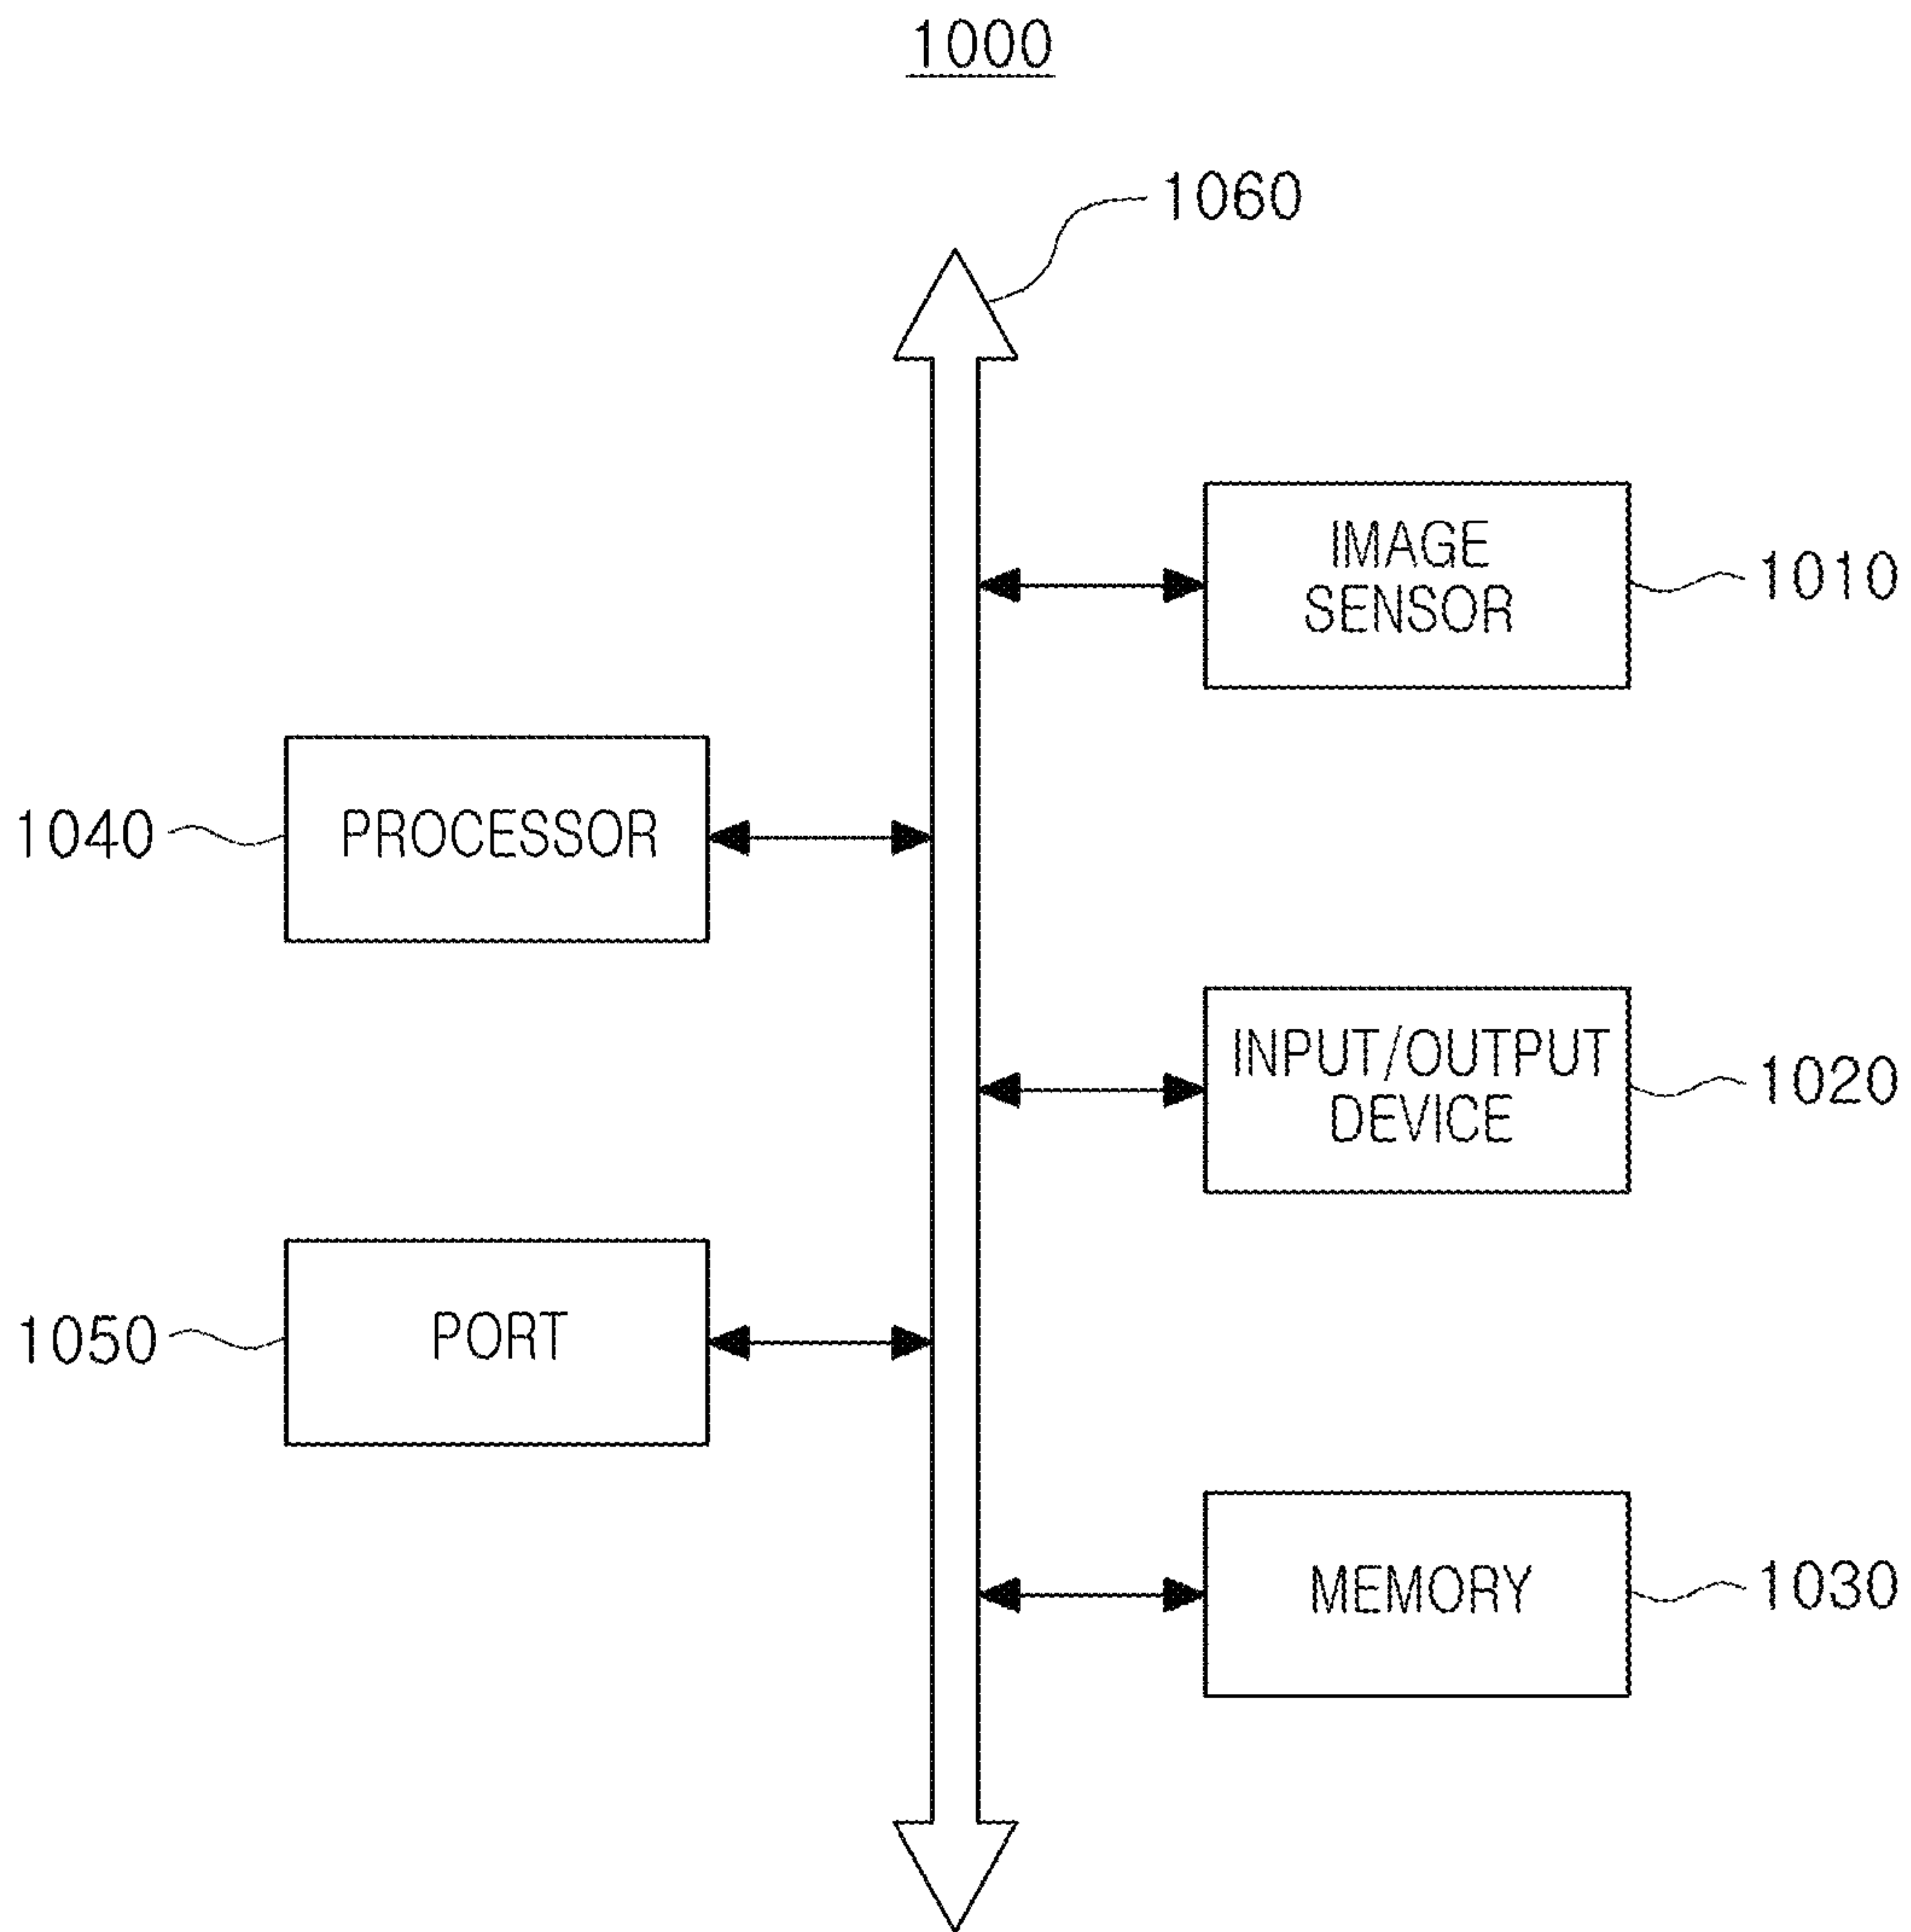 1000
1060
IMAGE
SENSOR
1010
1040
PROCESSOR
INPUT/OUTPUT
DEVICE
1020
1050
PORT
MEMORY
1030